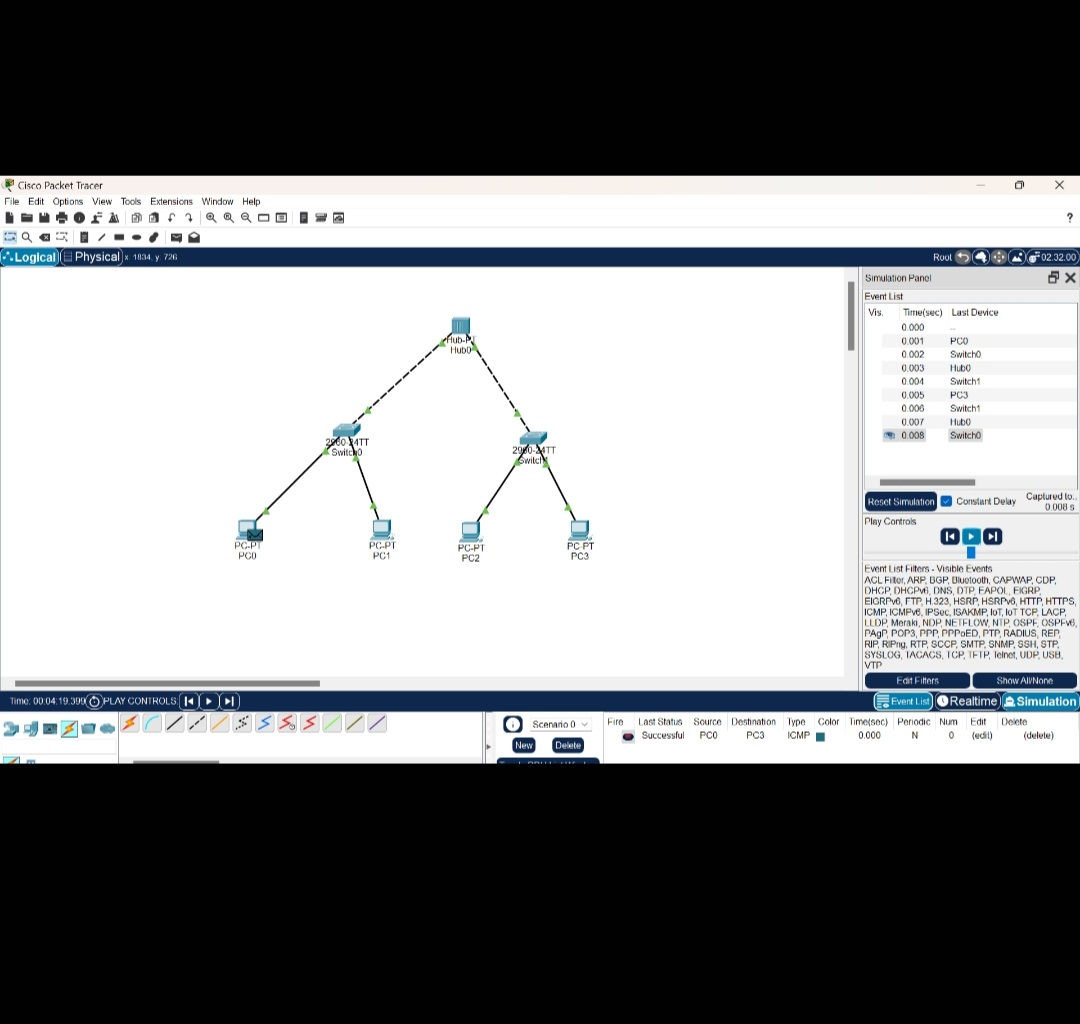 Cisco Packet Tracer
File Edit Options View Tools Extensions Window Help
?
Logical Physical x 1834, y 726 Root 02:32:00
Simulation Panel
Event List
Vis. Time(sec) Last Device
0.000 --
0.001 PC0
0.002 Switch0
0.003 Hub0
0.004 Switch1
0.005 PC3
0.006 Switch1
0.007 Hub0
0.008 Switch0
Reset Simulation Constant Delay Captured to..
0.008 s
Play Controls
Event List Filters - Visible Events
ACL Filter, ARP, BGP, Bluetooth, CAPWAP, CDP,
DHCP, DHCPv6, DNS, DTP, EAPOL, EIGRP,
EIGRPv6, FTP, H.323, HSRP, HSRPv6, HTTP, HTTPS,
ICMP, ICMPv6, IPSec, ISAKMP, IoT, IoT TCP, LACP,
LLDP, Meraki, NDP, NETFLOW, NTP, OSPF, OSPFv6,
PAgP, POP3, PPP, PPPoED, PTP, RADIUS, REP,
RIP, RIPng, RTP, SCCP, SMTP, SNMP, SSH, STP,
SYSLOG, TACACS, TCP, TFTP, Telnet, UDP, USB,
VTP
Edit Filters Show All/None
Hub-PT
Hub0
2960-24TT
Switch0
2960-24TT
Switch1
PC-PT
PC0
PC-PT
PC1
PC-PT
PC2
PC-PT
PC3
Time: 00:04:19.399 PLAY CONTROLS: Event List Realtime Simulation
Scenario 0
New Delete
Fire Last Status Source Destination Type Color Time(sec) Periodic Num Edit Delete
Successful PC0 PC3 ICMP 0.000 N 0 (edit) (delete)